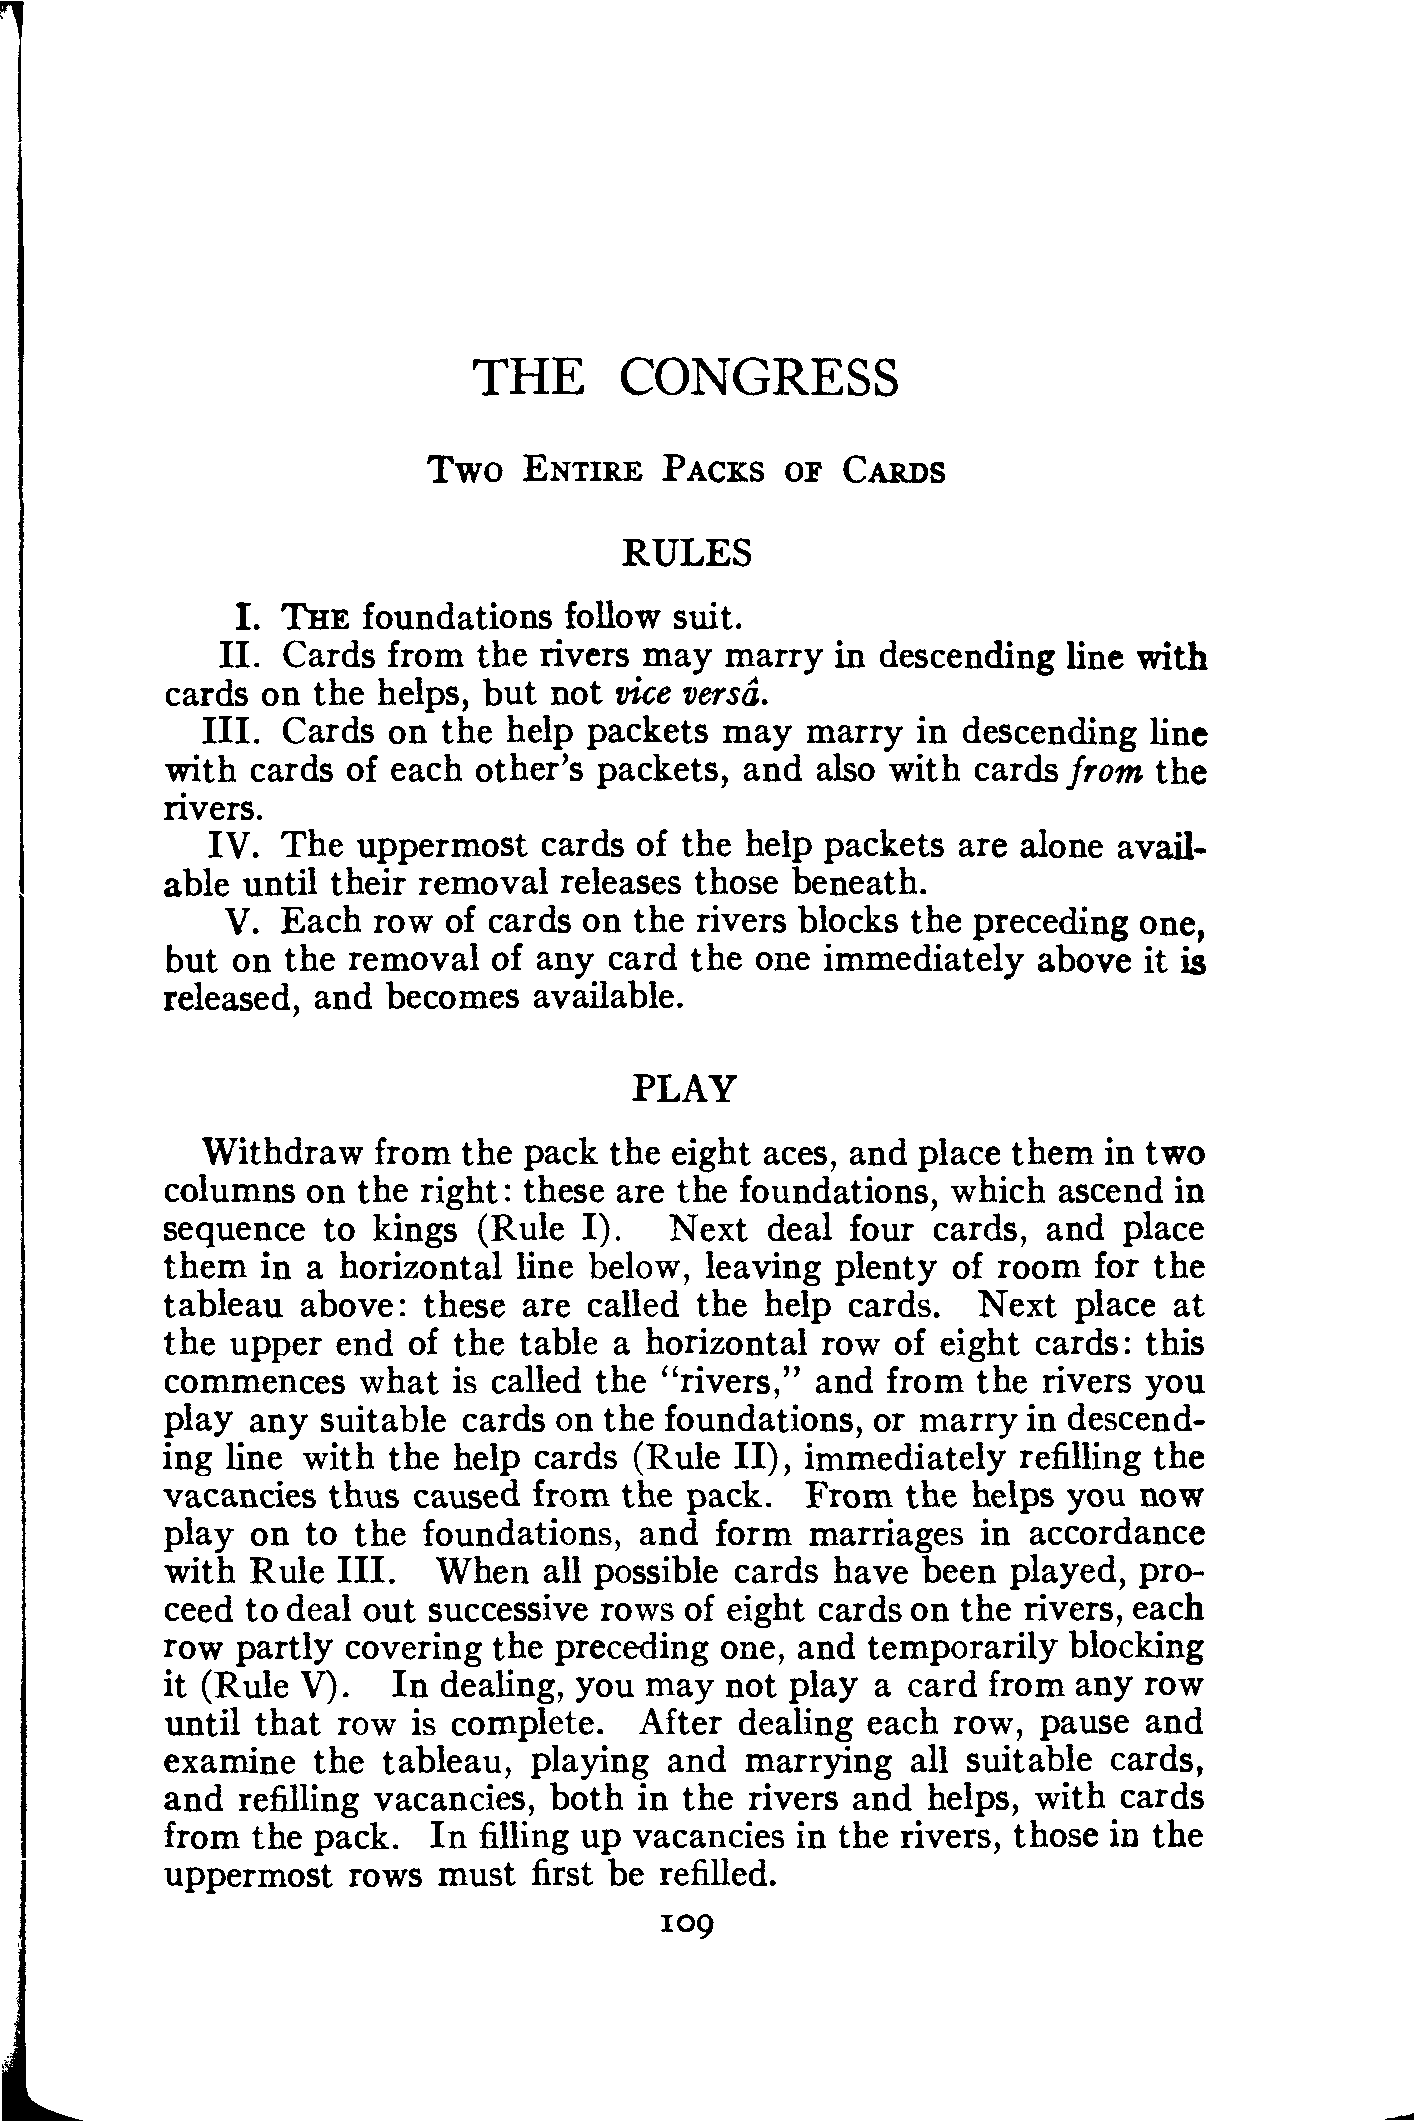 THE CONGRESS
Two Entire Packs of Cards
RULES
I. The foundations follow suit.
II. Cards from the rivers may marry in descending line with
cards on the helps, but not vice versâ.
III. Cards on the help packets may marry in descending line
with cards of each other's packets, and also with cards from the
rivers.
IV. The uppermost cards of the help packets are alone avail-
able until their removal releases those beneath.
V. Each row of cards on the rivers blocks the preceding one,
but on the removal of any card the one immediately above it is
released, and becomes available.
PLAY
Withdraw from the pack the eight aces, and place them in two
columns on the right: these are the foundations, which ascend in
sequence to kings (Rule I). Next deal four cards, and place
them in a horizontal line below, leaving plenty of room for the
tableau above: these are called the help cards. Next place at
the upper end of the table a horizontal row of eight cards: this
commences what is called the "rivers," and from the rivers you
play any suitable cards on the foundations, or marry in descend-
ing line with the help cards (Rule II), immediately refilling the
vacancies thus caused from the pack. From the helps you now
play on to the foundations, and form marriages in accordance
with Rule III. When all possible cards have been played, pro-
ceed to deal out successive rows of eight cards on the rivers, each
row partly covering the preceding one, and temporarily blocking
it (Rule V). In dealing, you may not play a card from any row
until that row is complete. After dealing each row, pause and
examine the tableau, playing and marrying all suitable cards,
and refilling vacancies, both in the rivers and helps, with cards
from the pack. In filling up vacancies in the rivers, those in the
uppermost rows must first be refilled.
109